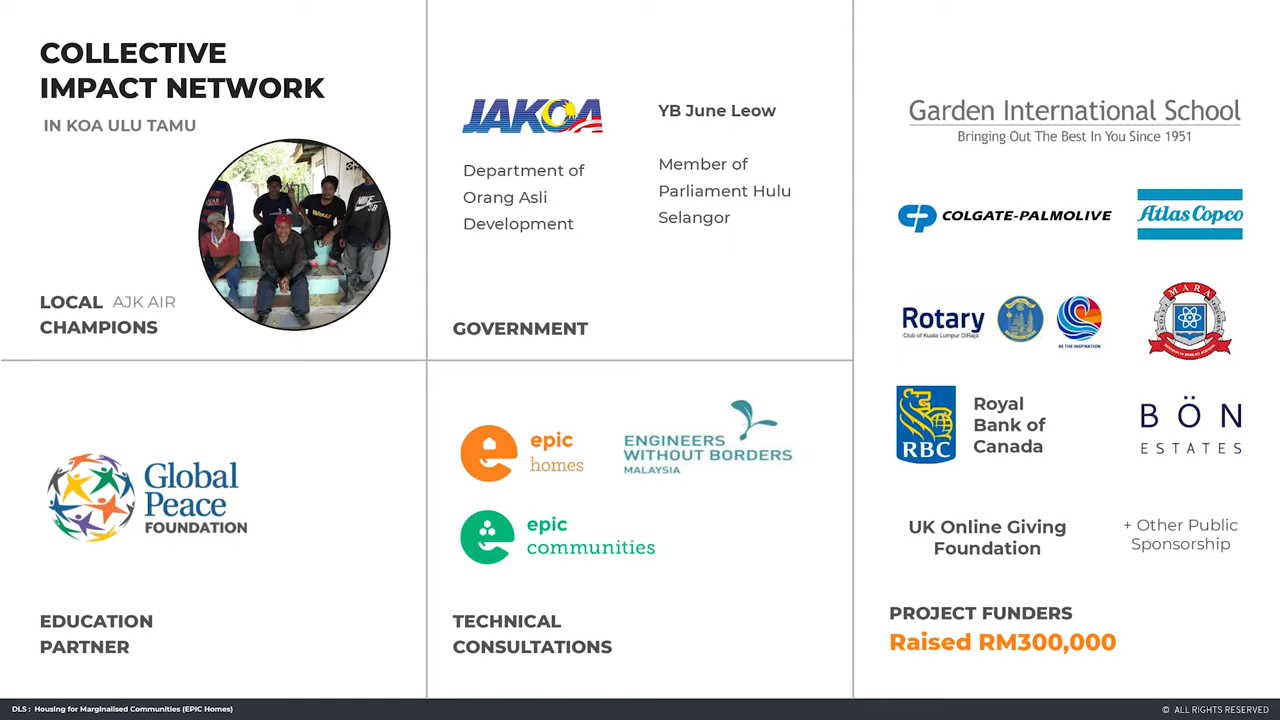 COLLECTIVE
IMPACT NETWORK
IN KOA ULU TAMU
LOCAL AJK AIR
CHAMPIONS
JAKOA
Department of
Orang Asli
Development
YB June Leow
Member of
Parliament Hulu
Selangor
GOVERNMENT
Garden International School
Bringing Out The Best In You Since 1951
COLGATE-PALMOLIVE
Atlas Copco
Rotary
Club of Kuala Lumpur DiRaja
BE THE INSPIRATION
MARA
RBC
Royal
Bank of
Canada
BÖN
ESTATES
UK Online Giving
Foundation
+ Other Public
Sponsorship
PROJECT FUNDERS
Raised RM300,000
Global
Peace
FOUNDATION
EDUCATION
PARTNER
epic
homes
ENGINEERS
WITHOUT BORDERS
MALAYSIA
epic
communities
TECHNICAL
CONSULTATIONS
DLS : Housing for Marginalised Communities (EPIC Homes)
© ALL RIGHTS RESERVED